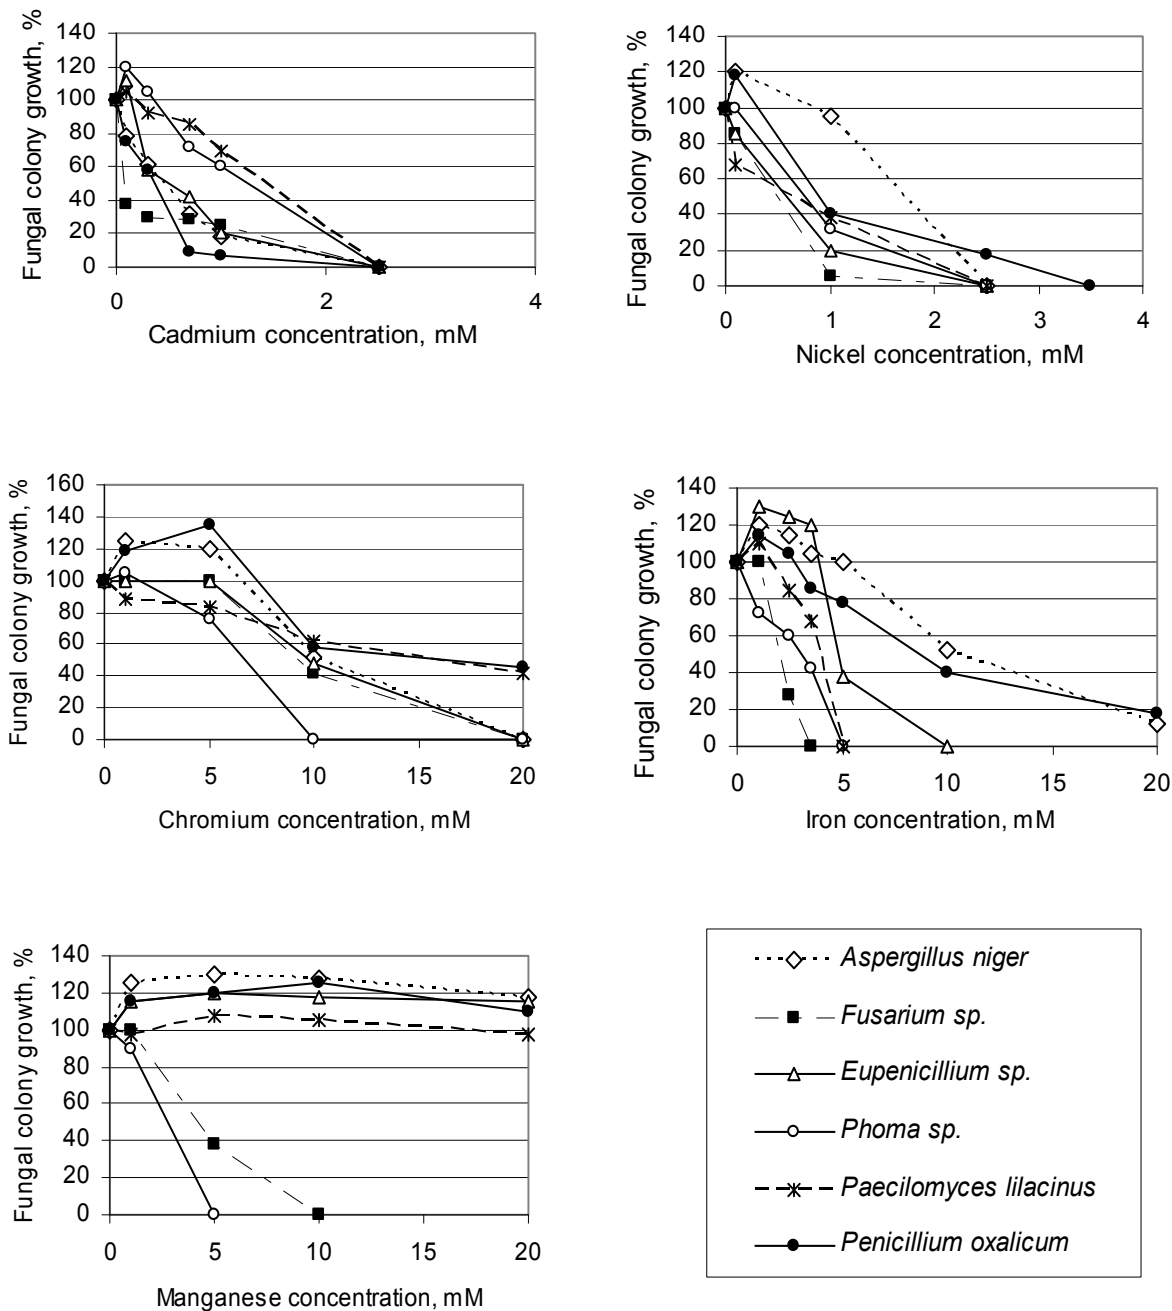 Fungal colony growth, %
140
120
100
80
60
40
20
0
0 2 4
Cadmium concentration, mM
Fungal colony growth, %
140
120
100
80
60
40
20
0
0 1 2 3 4
Nickel concentration, mM
Fungal colony growth, %
160
140
120
100
80
60
40
20
0
0 5 10 15 20
Chromium concentration, mM
Fungal colony growth, %
140
120
100
80
60
40
20
0
0 5 10 15 20
Iron concentration, mM
Fungal colony growth, %
140
120
100
80
60
40
20
0
0 5 10 15 20
Manganese concentration, mM
Aspergillus niger
Fusarium sp.
Eupenicillium sp.
Phoma sp.
Paecilomyces lilacinus
Penicillium oxalicum